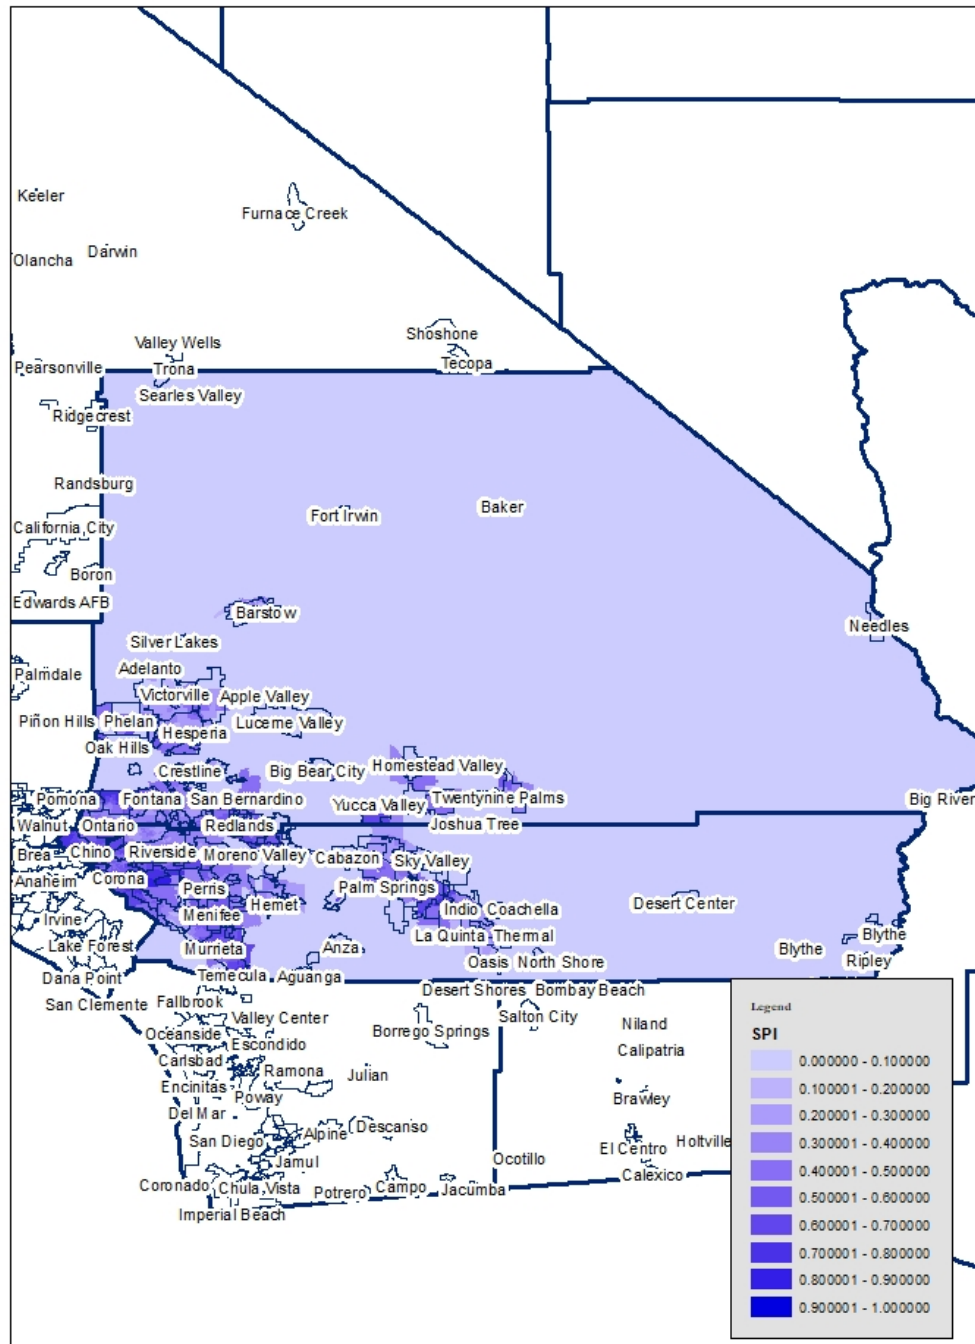 Keeler
Furnace Creek
Darwin
Olancha
Shoshone
Valley Wells
Tecopa
Pearsonville
Trona
Searles Valley
Ridgecrest
Randsburg
Baker
Fort Irwin
California City
Boron
Edwards AFB
Barstow
Needles
Silver Lakes
Adelanto
Palmdale
Victorville
Apple Valley
Piñon Hills
Phelan
Lucerne Valley
Hesperia
Oak Hills
Crestline
Big Bear City
Homestead Valley
Pomona
Fontana
San Bernardino
Yucca Valley
Twentynine Palms
Big River
Walnut
Ontario
Redlands
Joshua Tree
Brea
Chino
Riverside
Moreno Valley
Cabazon
Sky Valley
Anaheim
Corona
Perris
Palm Springs
Hemet
Desert Center
Irvine
Menifee
Indio
Coachella
Lake Forest
Murrieta
La Quinta
Thermal
Blythe
Anza
Blythe
Oasis
North Shore
Ripley
Dana Point
Temecula
Aguanga
San Clemente
Fallbrook
Desert Shores
Bombay Beach
Valley Center
Borrego Springs
Salton City
Niland
Oceanside
Escondido
Calipatria
Carlsbad
Ramona
Julian
Encinitas
Poway
Brawley
Del Mar
San Diego
Alpine
Descanso
El Centro
Holtville
Jamul
Ocotillo
Calexico
Coronado
Chula Vista
Potrero
Campo
Jacumba
Imperial Beach
Legend
SPI
0.000000 - 0.100000
0.100001 - 0.200000
0.200001 - 0.300000
0.300001 - 0.400000
0.400001 - 0.500000
0.500001 - 0.600000
0.600001 - 0.700000
0.700001 - 0.800000
0.800001 - 0.900000
0.900001 - 1.000000